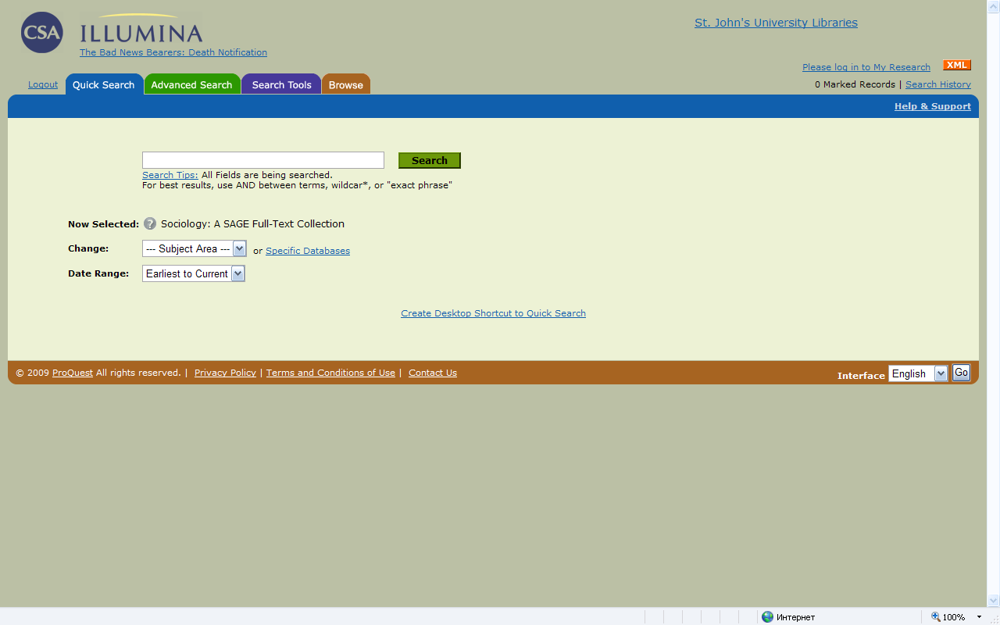 CSA ILLUMINA
St. John's University Libraries
The Bad News Bearers: Death Notification
Please log in to My Research XML
Logout Quick Search Advanced Search Search Tools Browse 0 Marked Records | Search History
Help & Support
Search
Search Tips: All Fields are being searched.
For best results, use AND between terms, wildcar*, or "exact phrase"
Now Selected: ? Sociology: A SAGE Full-Text Collection
Change: --- Subject Area --- or Specific Databases
Date Range: Earliest to Current
Create Desktop Shortcut to Quick Search
© 2009 ProQuest All rights reserved. | Privacy Policy | Terms and Conditions of Use | Contact Us Interface English Go
Интернет 100%